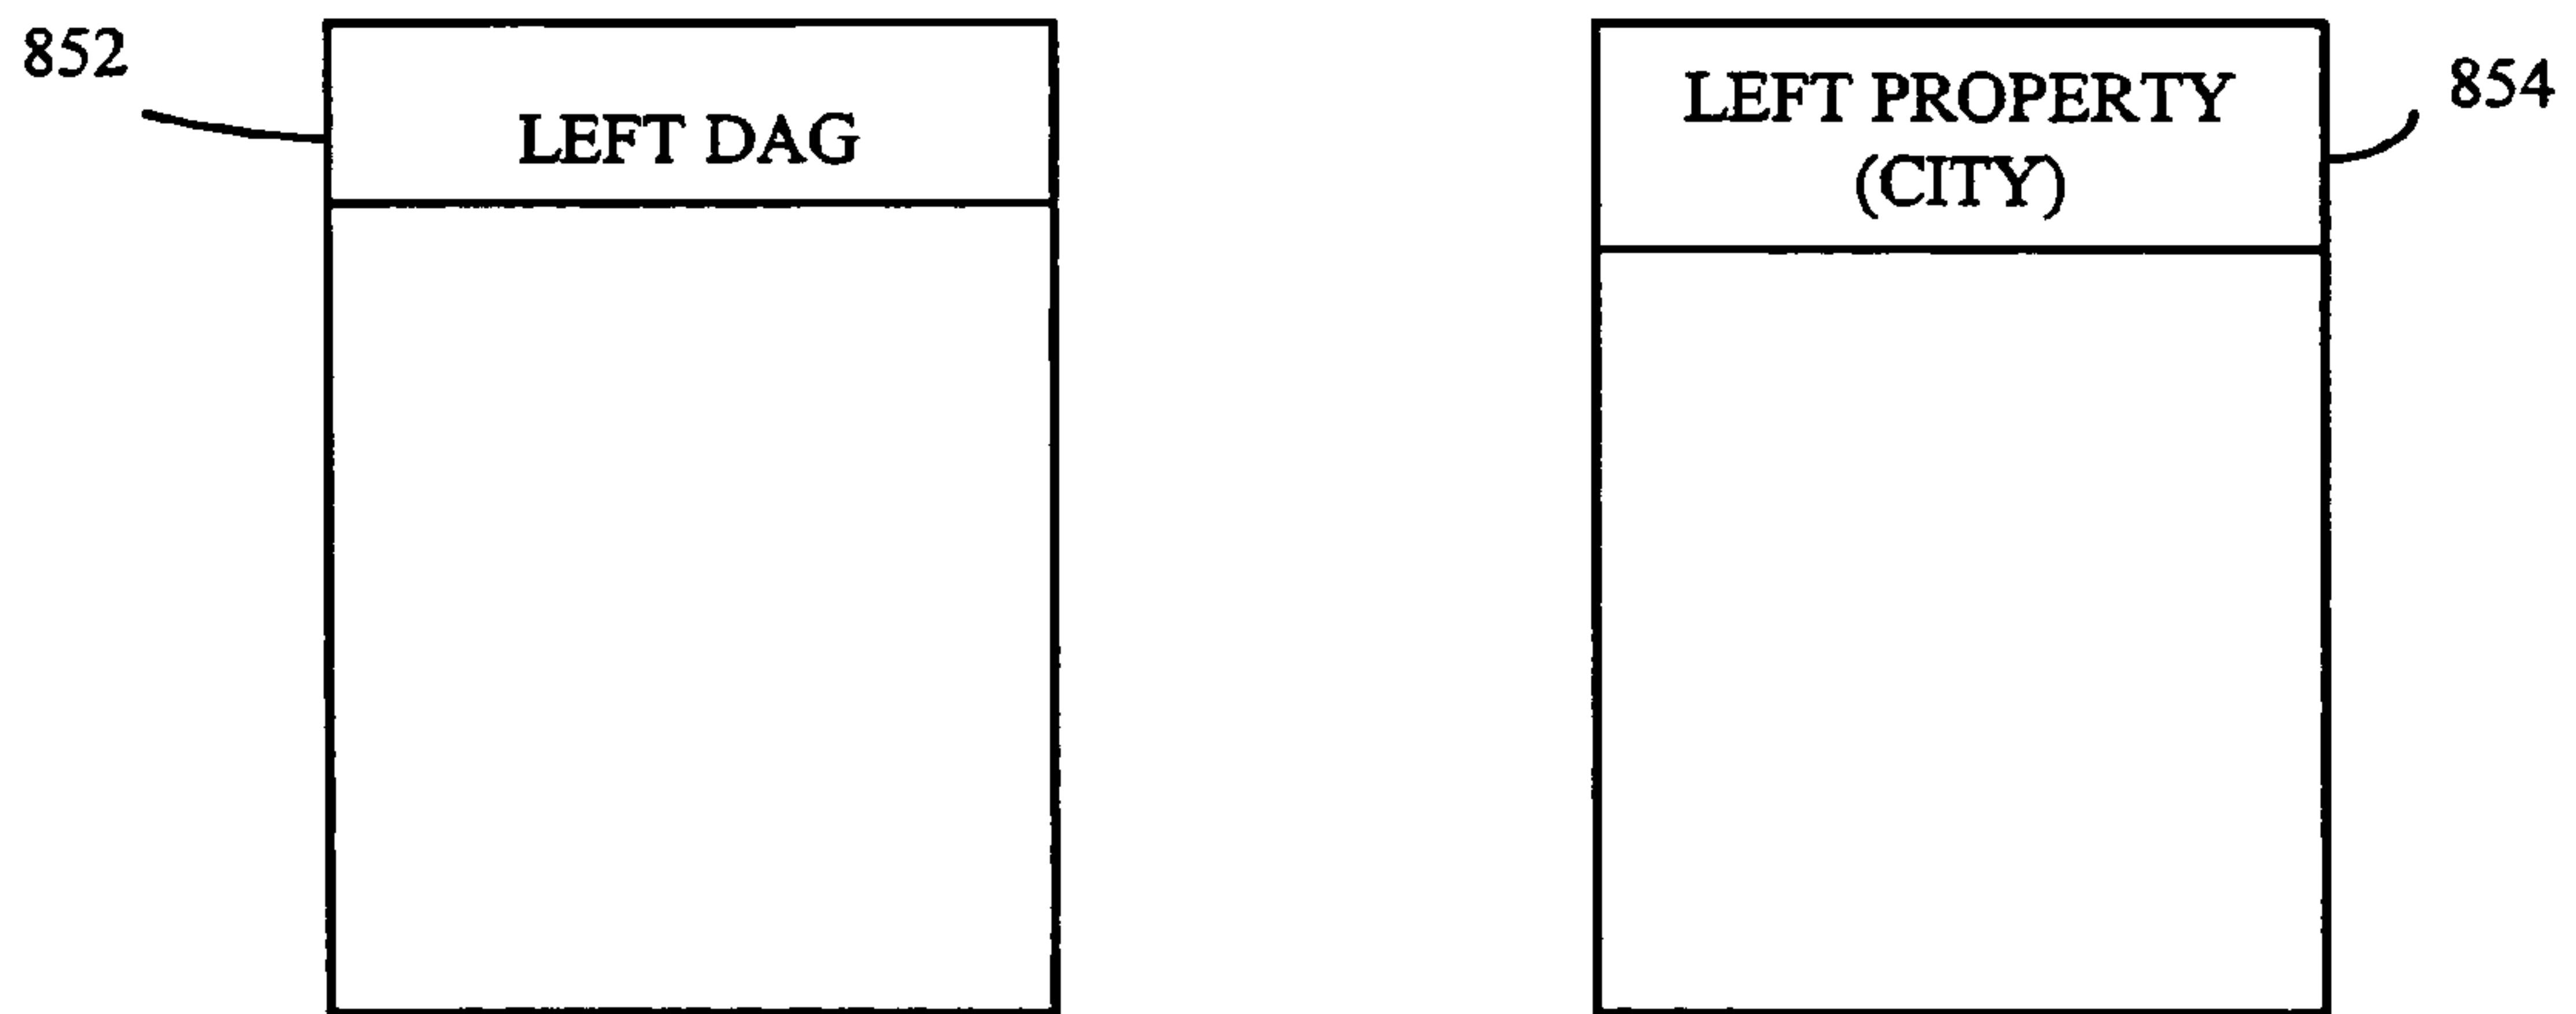 852
LEFT DAG
LEFT PROPERTY
(CITY)
854